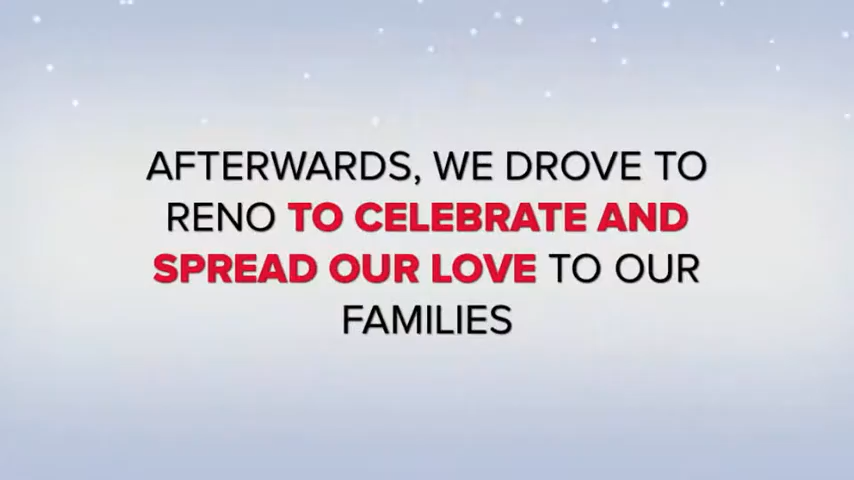 AFTERWARDS, WE DROVE TO
RENO TO CELEBRATE AND
SPREAD OUR LOVE TO OUR
FAMILIES